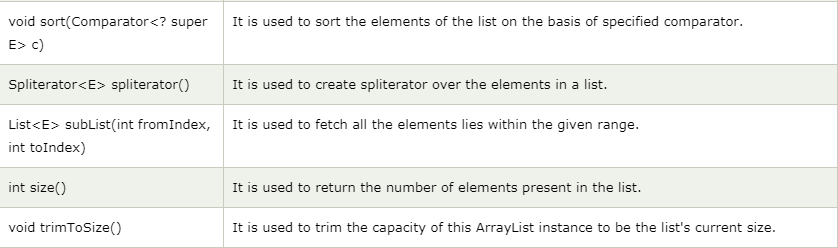 void sort(Comparator<? super
E> c)
It is used to sort the elements of the list on the basis of specified comparator.
Spliterator<E> spliterator()
It is used to create spliterator over the elements in a list.
List<E> subList(int fromIndex,
int toIndex)
It is used to fetch all the elements lies within the given range.
int size()
It is used to return the number of elements present in the list.
void trimToSize()
It is used to trim the capacity of this ArrayList instance to be the list's current size.